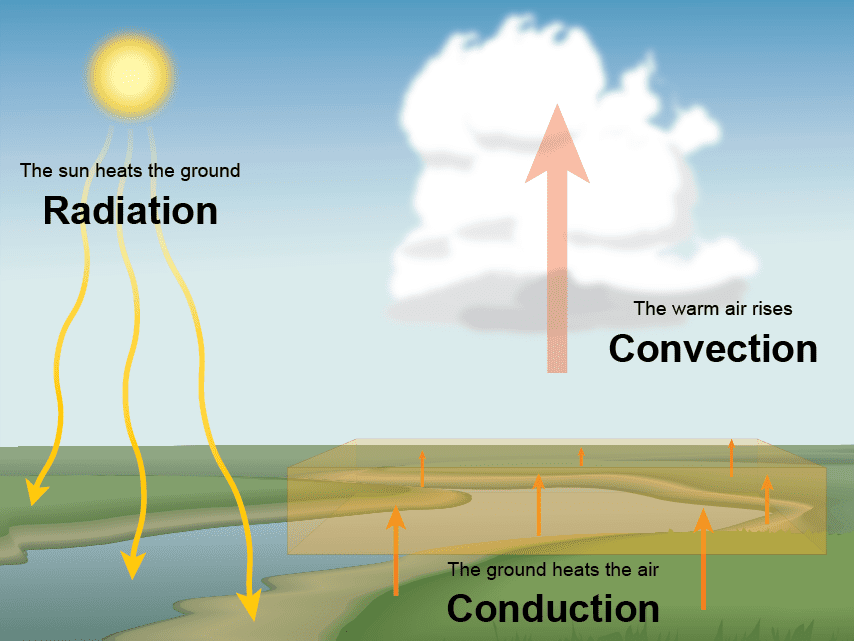 The sun heats the ground
Radiation
The warm air rises
Convection
The ground heats the air
Conduction